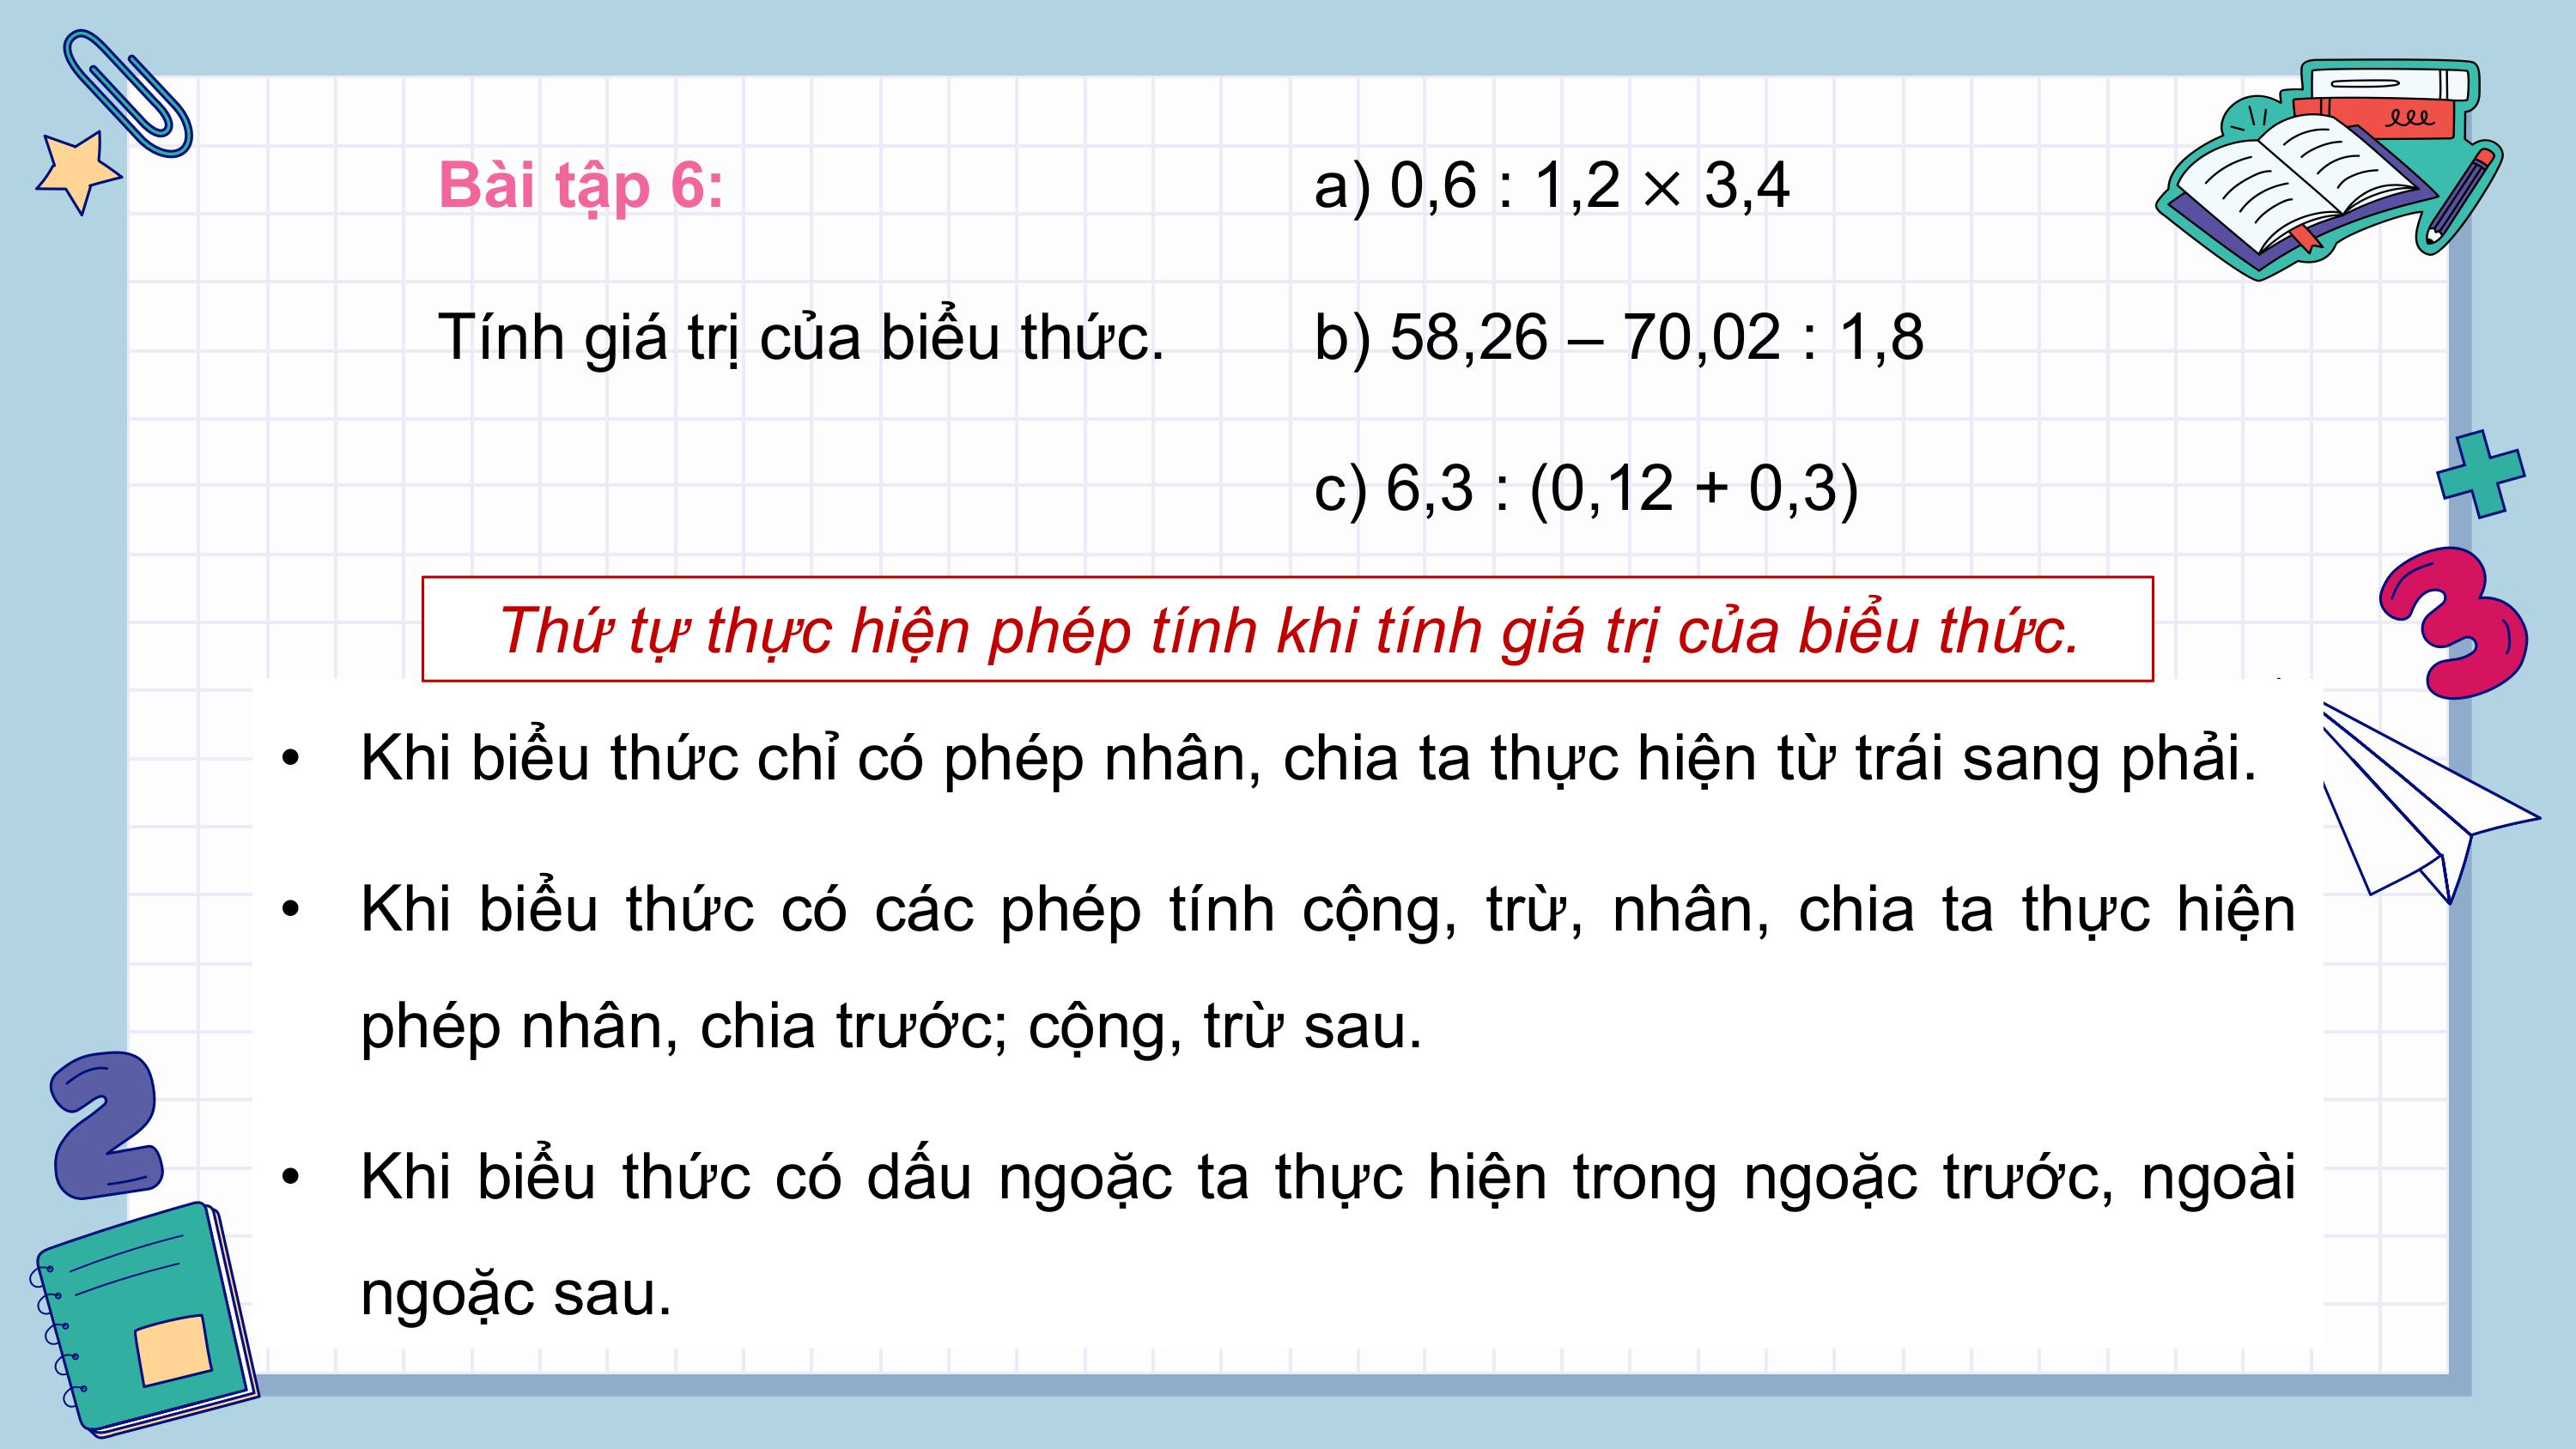 Bài tập 6:
Tính giá trị của biểu thức.
a) 0,6 : 1,2 × 3,4
b) 58,26 – 70,02 : 1,8
c) 6,3 : (0,12 + 0,3)
Thứ tự thực hiện phép tính khi tính giá trị của biểu thức.
• Khi biểu thức chỉ có phép nhân, chia ta thực hiện từ trái sang phải.
• Khi biểu thức có các phép tính cộng, trừ, nhân, chia ta thực hiện
phép nhân, chia trước; cộng, trừ sau.
• Khi biểu thức có dấu ngoặc ta thực hiện trong ngoặc trước, ngoài
ngoặc sau.